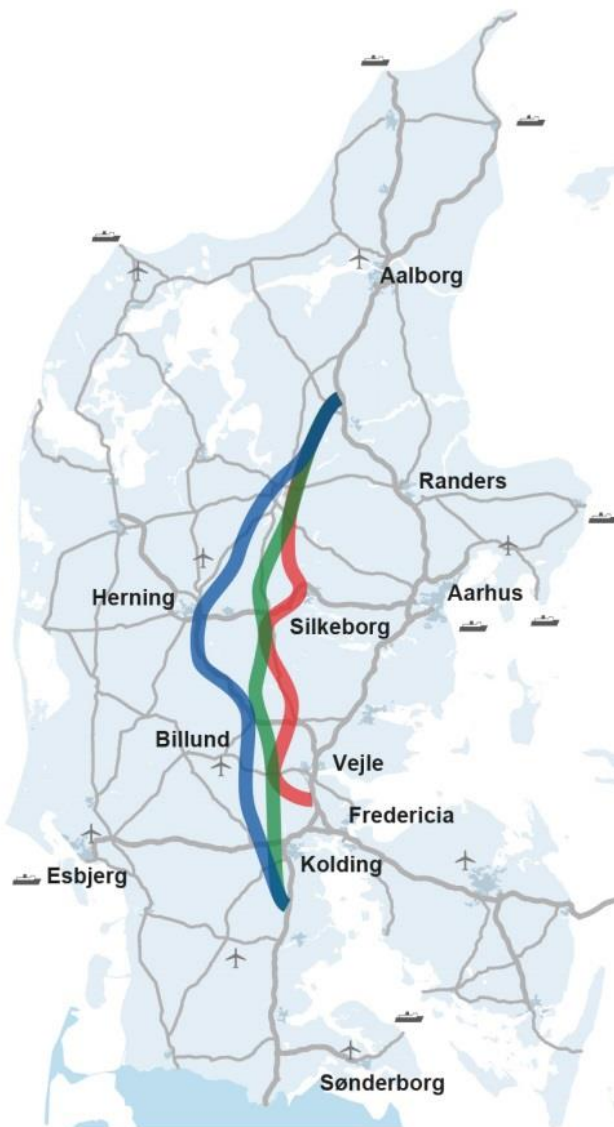 Aalborg
Randers
Herning
Aarhus
Silkeborg
Billund
Vejle
Fredericia
Kolding
Esbjerg
Sønderborg